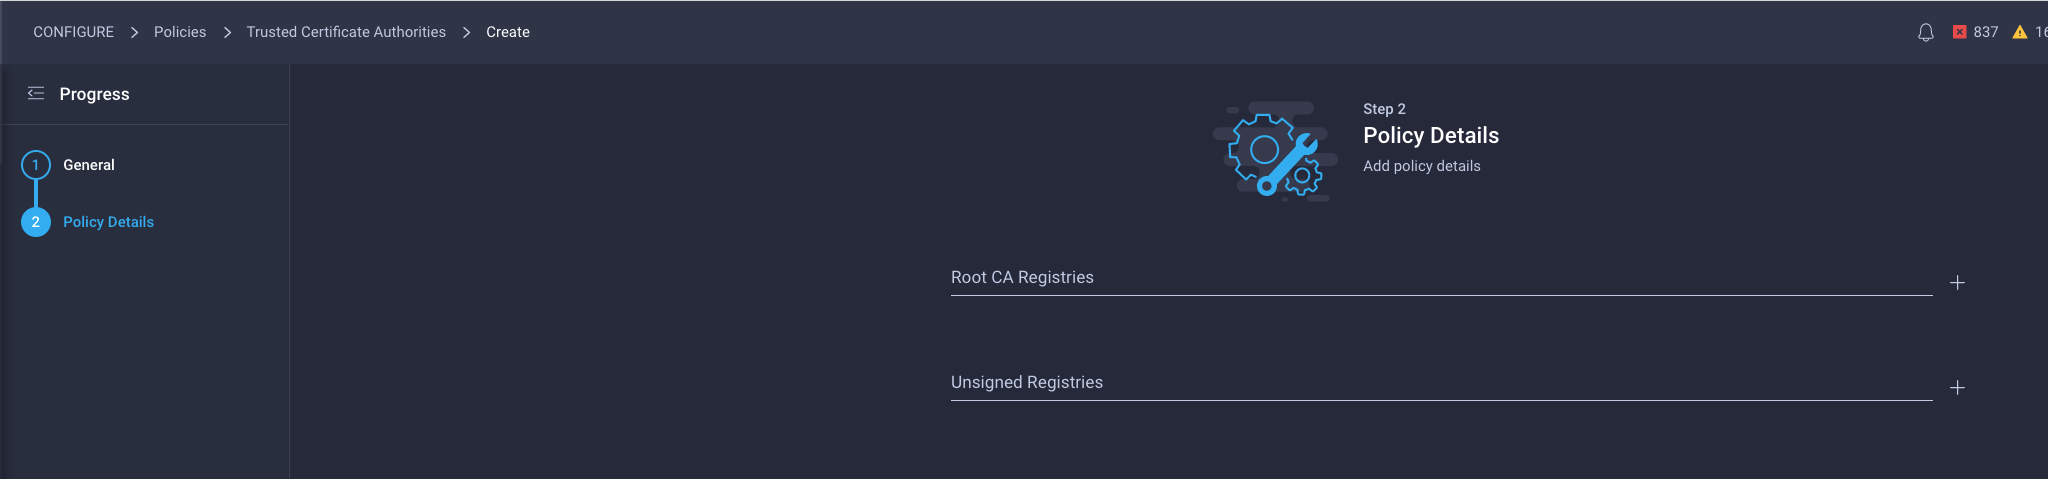 CONFIGURE > Policies > Trusted Certificate Authorities > Create
837
16
Progress
1 General
2 Policy Details
Step 2
Policy Details
Add policy details
Root CA Registries
Unsigned Registries